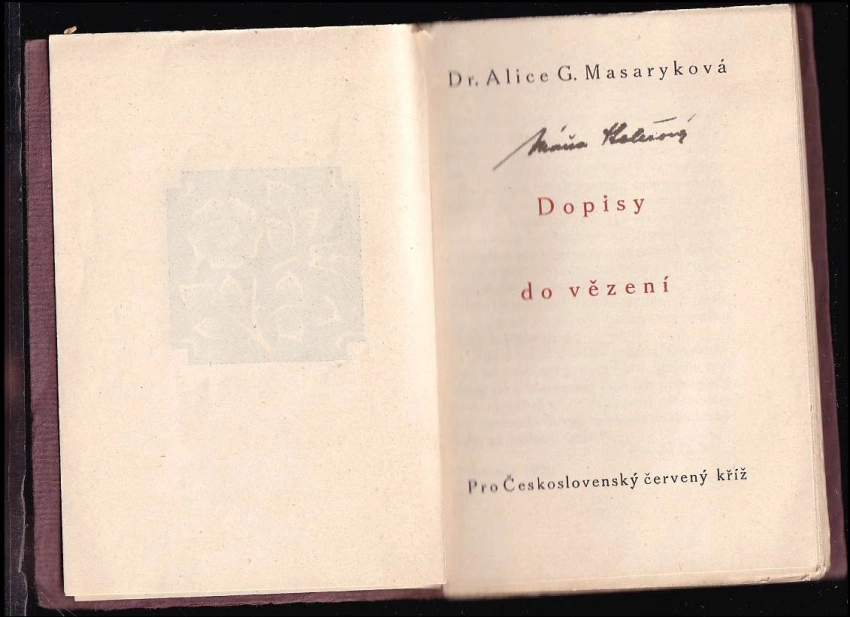 Dr. Alice G. Masaryková
Dopisy
do vězení
Pro Československý červený kříž